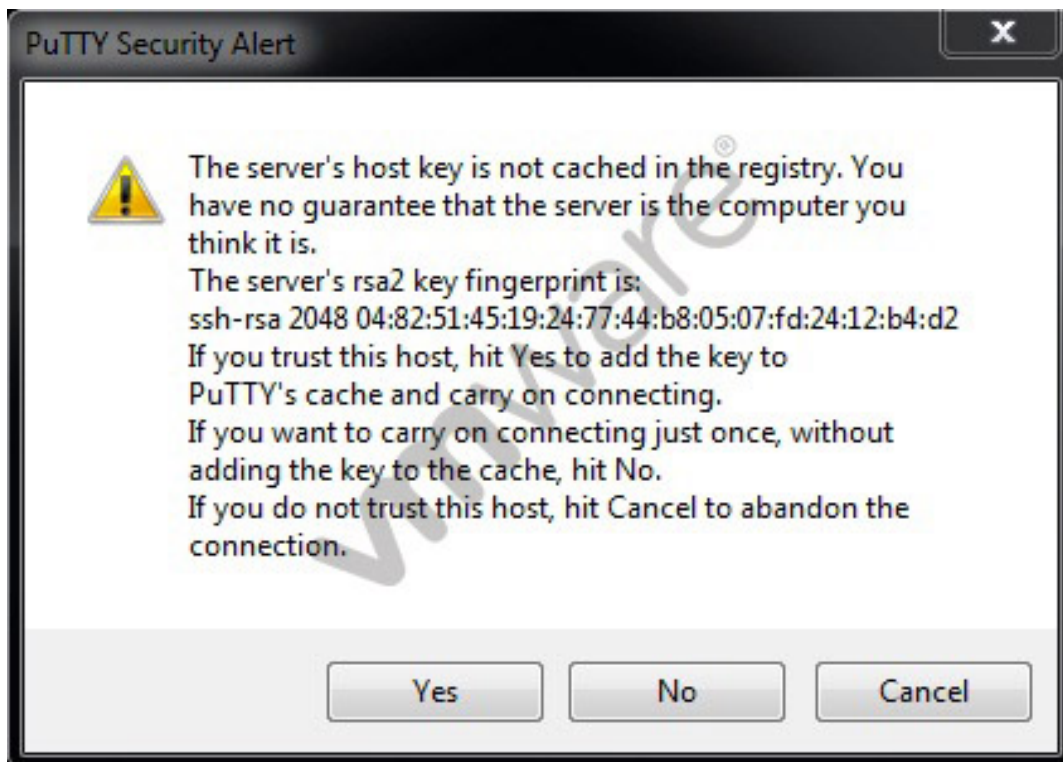 PuTTY Security Alert
The server's host key is not cached in the registry. You
have no guarantee that the server is the computer you
think it is.
The server's rsa2 key fingerprint is:
ssh-rsa 2048 04:82:51:45:19:24:77:44:b8:05:07:fd:24:12:b4:d2
If you trust this host, hit Yes to add the key to
PuTTY's cache and carry on connecting.
If you want to carry on connecting just once, without
adding the key to the cache, hit No.
If you do not trust this host, hit Cancel to abandon the
connection.
vmware®
Yes No Cancel